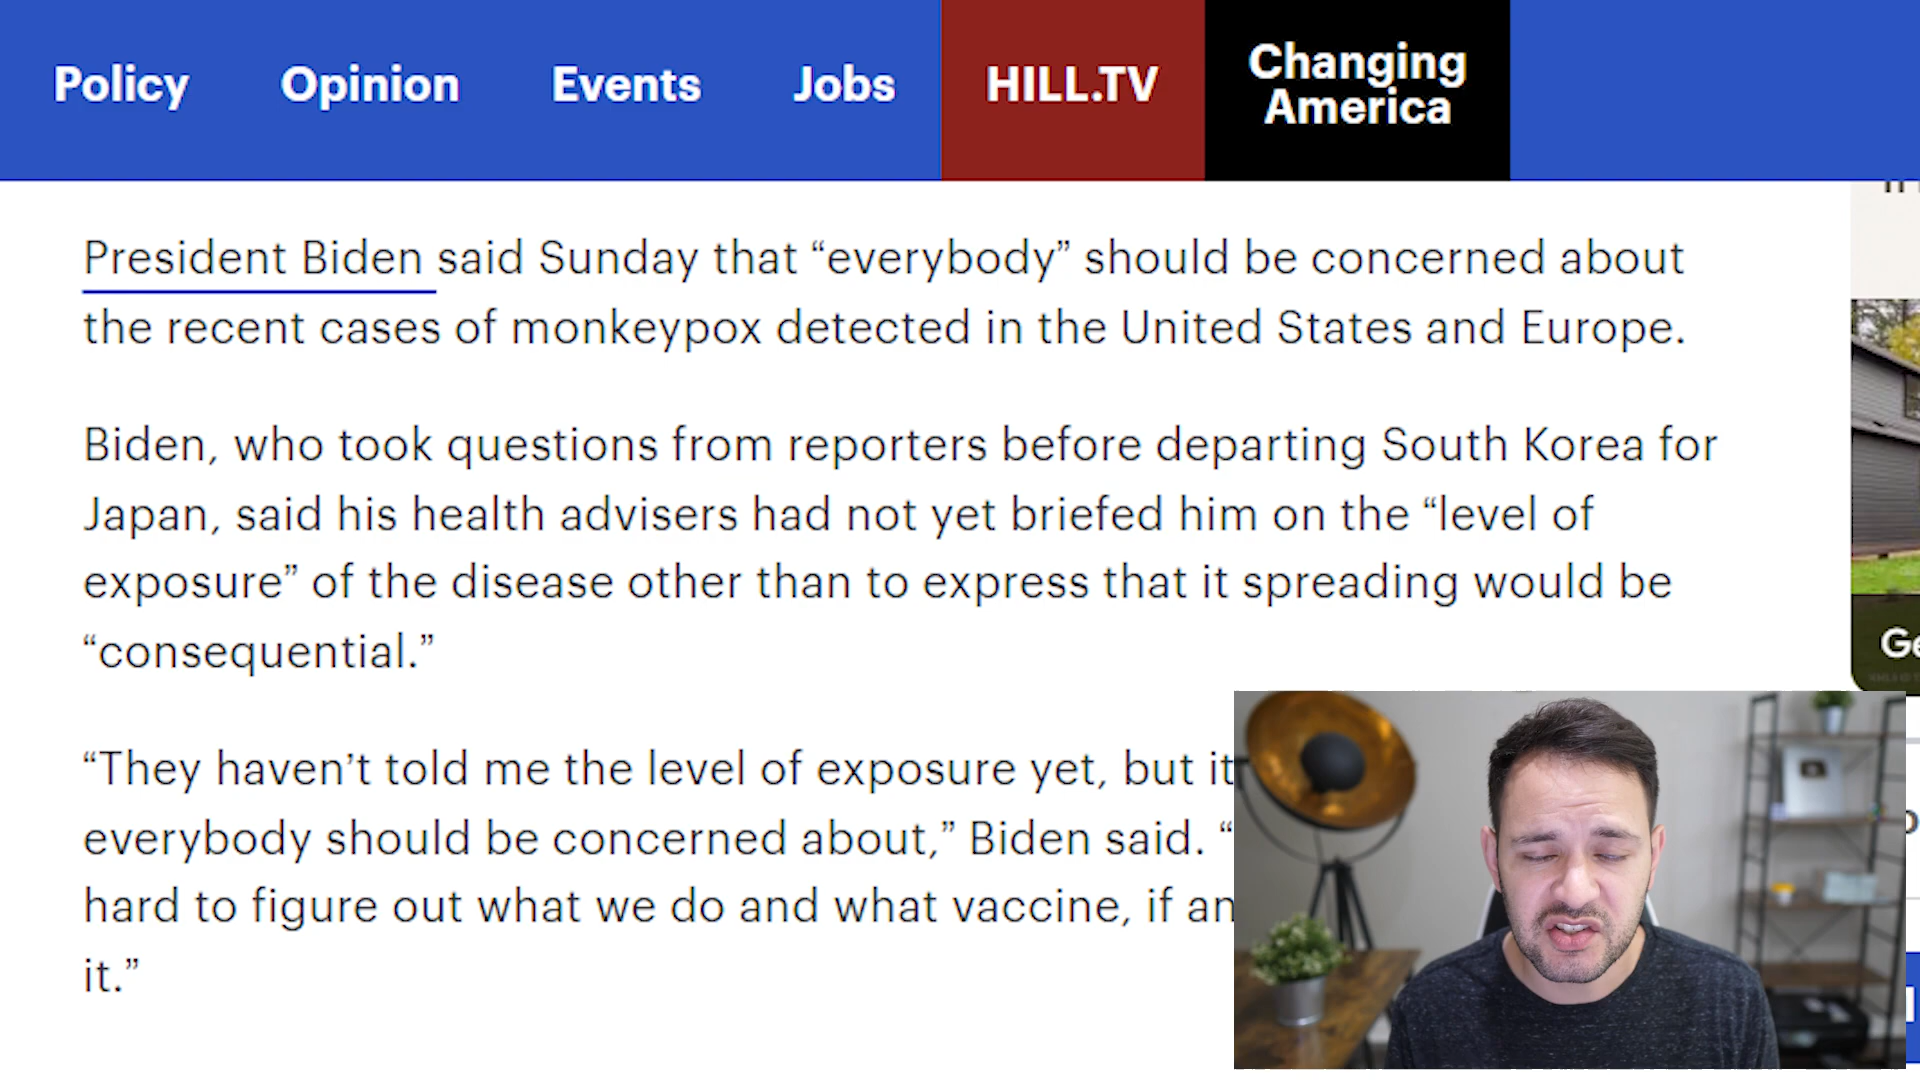 Policy
Opinion
Events
Jobs
HILL.TV
Changing
America
President Biden said Sunday that “everybody” should be concerned about
the recent cases of monkeypox detected in the United States and Europe.
Biden, who took questions from reporters before departing South Korea for
Japan, said his health advisers had not yet briefed him on the “level of
exposure” of the disease other than to express that it spreading would be
“consequential.”
“They haven’t told me the level of exposure yet, but it
everybody should be concerned about,” Biden said. “
hard to figure out what we do and what vaccine, if an
it.”
Ge